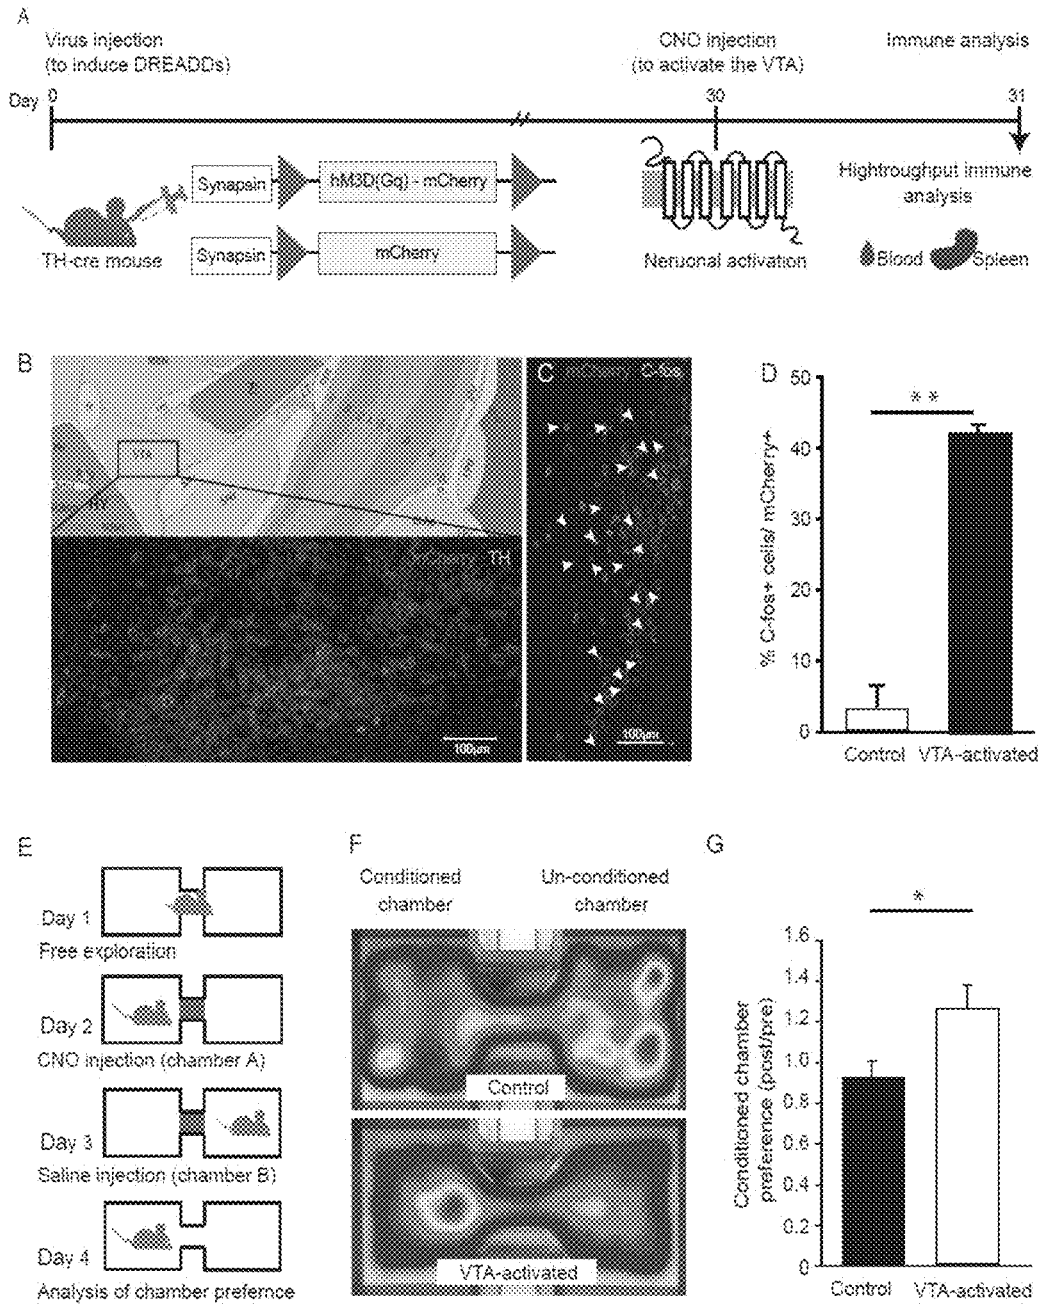 A
Virus injection
(to induce DREADDs)
CNO injection
(to activate the VTA)
Immune analysis
Day 0
30
31
Synapsin
hM3D(Gq) - mCherry
Synapsin
mCherry
TH-cre mouse
Neruonal activation
Hightroughput immune
analysis
Blood
Spleen
B
VTA
TH
100μm
C
mCherry C-fos
100μm
D
% C-fos+ cells/ mCherry+
50
40
30
20
10
0
**
Control
VTA-activated
E
Day 1
Free exploration
Day 2
CNO injection (chamber A)
Day 3
Saline injection (chamber B)
Day 4
Analysis of chamber prefernce
F
Conditioned
chamber
Un-conditioned
chamber
Control
VTA-activated
G
Conditioned chamber
preference (post/pre)
1.6
1.4
1.2
1.0
0.8
0.6
0.4
0.2
0
*
Control
VTA-activated